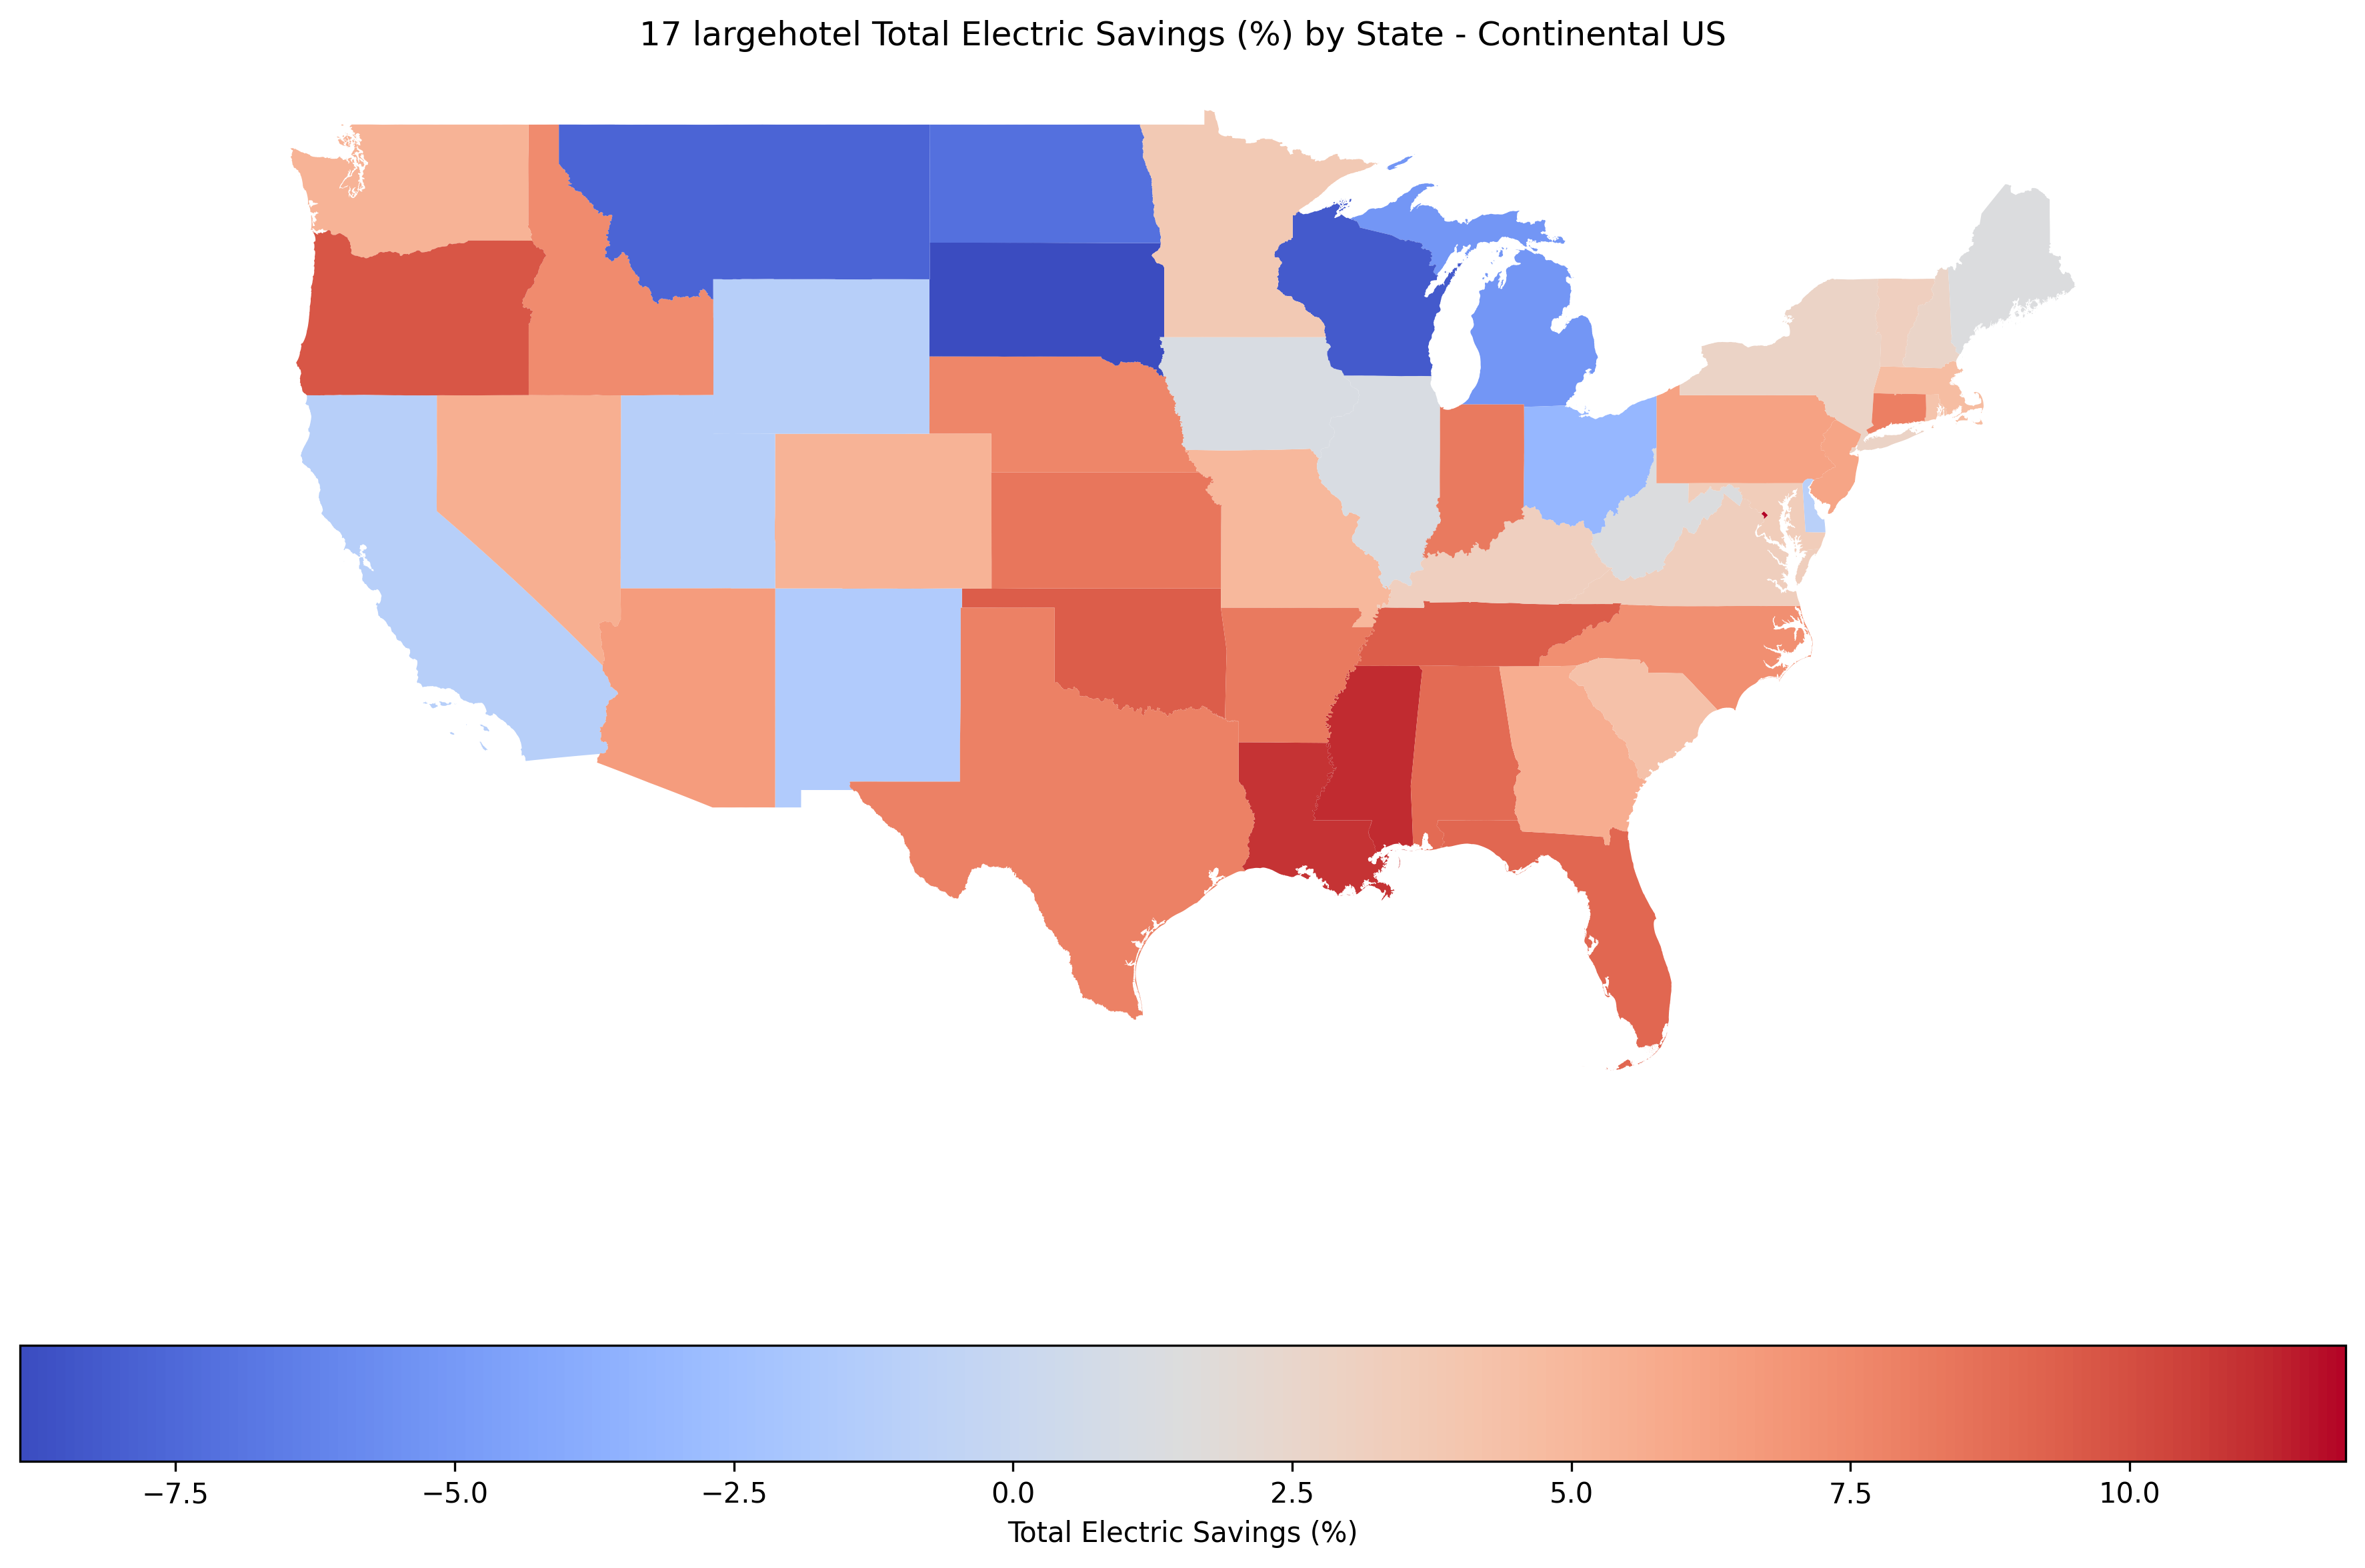 17 largehotel Total Electric Savings (%) by State - Continental US
−7.5 −5.0 −2.5 0.0 2.5 5.0 7.5 10.0
Total Electric Savings (%)